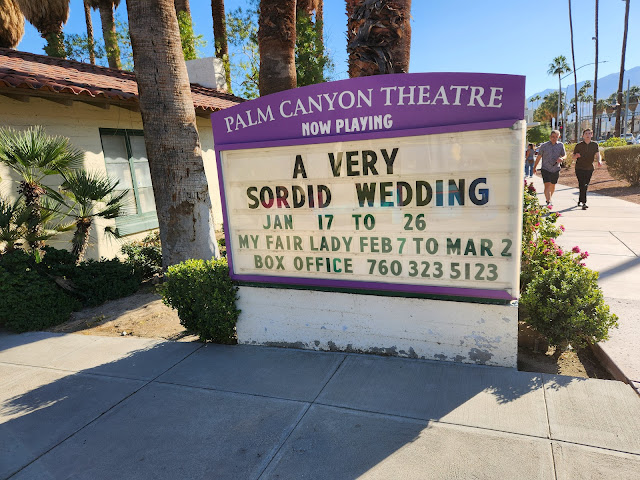 PALM CANYON THEATRE
NOW PLAYING
A VERY
SORDID WEDDING
JAN 17 TO 26
MY FAIR LADY FEB 7 TO MAR 2
BOX OFFICE 760 323 5123